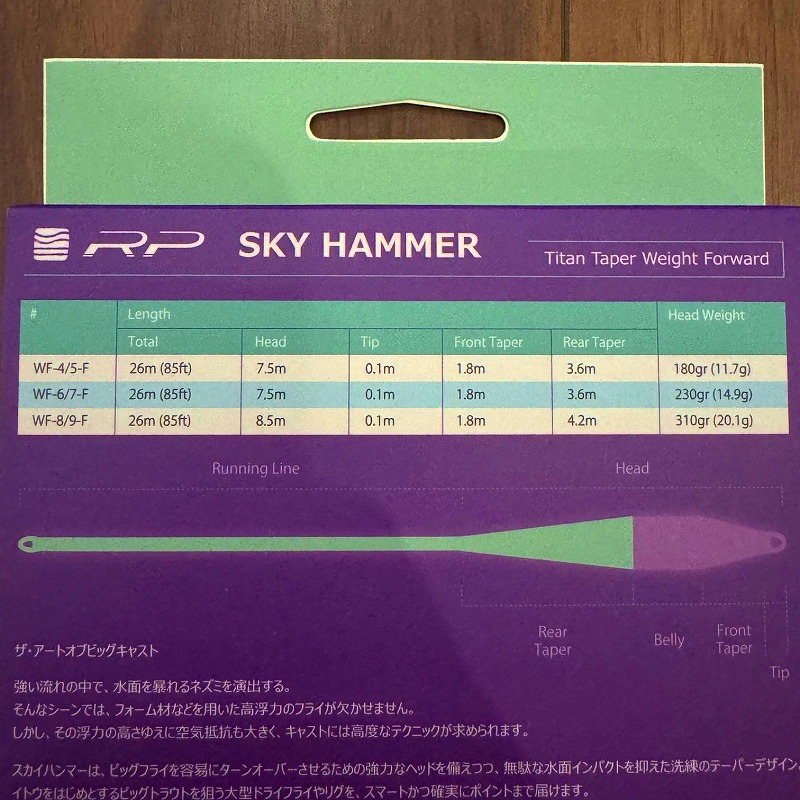 RP SKY HAMMER Titan Taper Weight Forward
# Length Head Weight
Total Head Tip Front Taper Rear Taper
WF-4/5-F 26m (85ft) 7.5m 0.1m 1.8m 3.6m 180gr (11.7g)
WF-6/7-F 26m (85ft) 7.5m 0.1m 1.8m 3.6m 230gr (14.9g)
WF-8/9-F 26m (85ft) 8.5m 0.1m 1.8m 4.2m 310gr (20.1g)
Running Line Head
Rear
Taper
Belly
Front
Taper
Tip
ザ・アートオブビッグキャスト
強い流れの中で、水面を暴れるネズミを演出する。
そんなシーンでは、フォーム材などを用いた高浮力のフライが欠かせません。
しかし、その浮力の高さゆえに空気抵抗も大きく、キャストには高度なテクニックが求められます。
スカイハンマーは、ビッグフライを容易にターンオーバーさせるための強力なヘッドを備えつつ、無駄な水面インパクトを抑えた洗練のテーパーデザイン。
イトウをはじめとするビッグトラウトを狙う大型ドライフライやリグを、スマートかつ確実にポイントまで届けます。